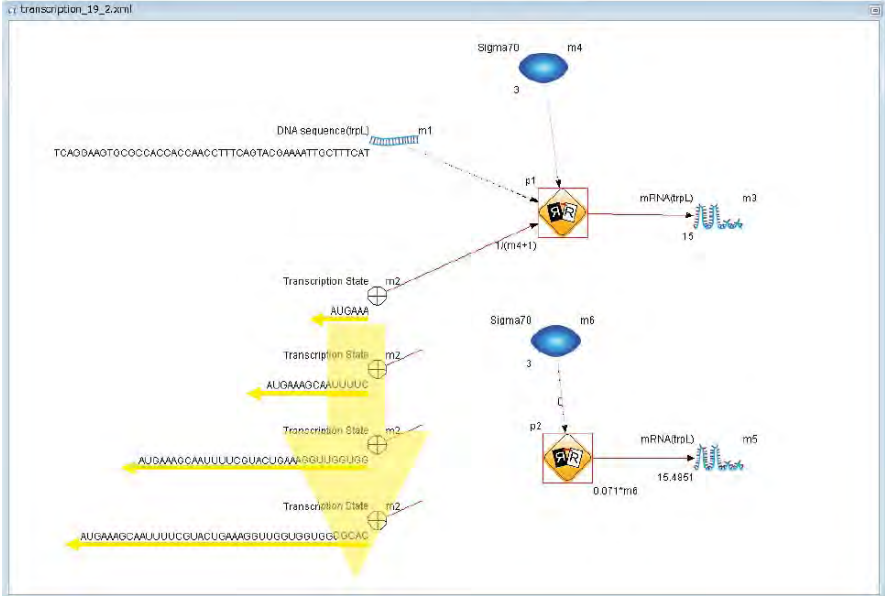 transcription_19_2.xml
Sigma70 m4
3
DNA sequence(trpL) m1
TCAGGAAGTGCGCCACCACCAACCTTTCAGTACGAAAATTGCTTTCAT
p1
mRNA(trpL) m3
15
1/(m4+1)
Transcription State m2
AUGAAA
Sigma70 m6
3
Transcription State m2
AUGAAAGCAAUUUUC
p2
mRNA(trpL) m5
Transcription State m2
AUGAAAGCAAUUUUCGUACUGAAAGGUUGGUGG
15.4851
0.071*m6
Transcription State m2
AUGAAAGCAAUUUUCGUACUGAAAGGUUGGUGGUGGCGCAC